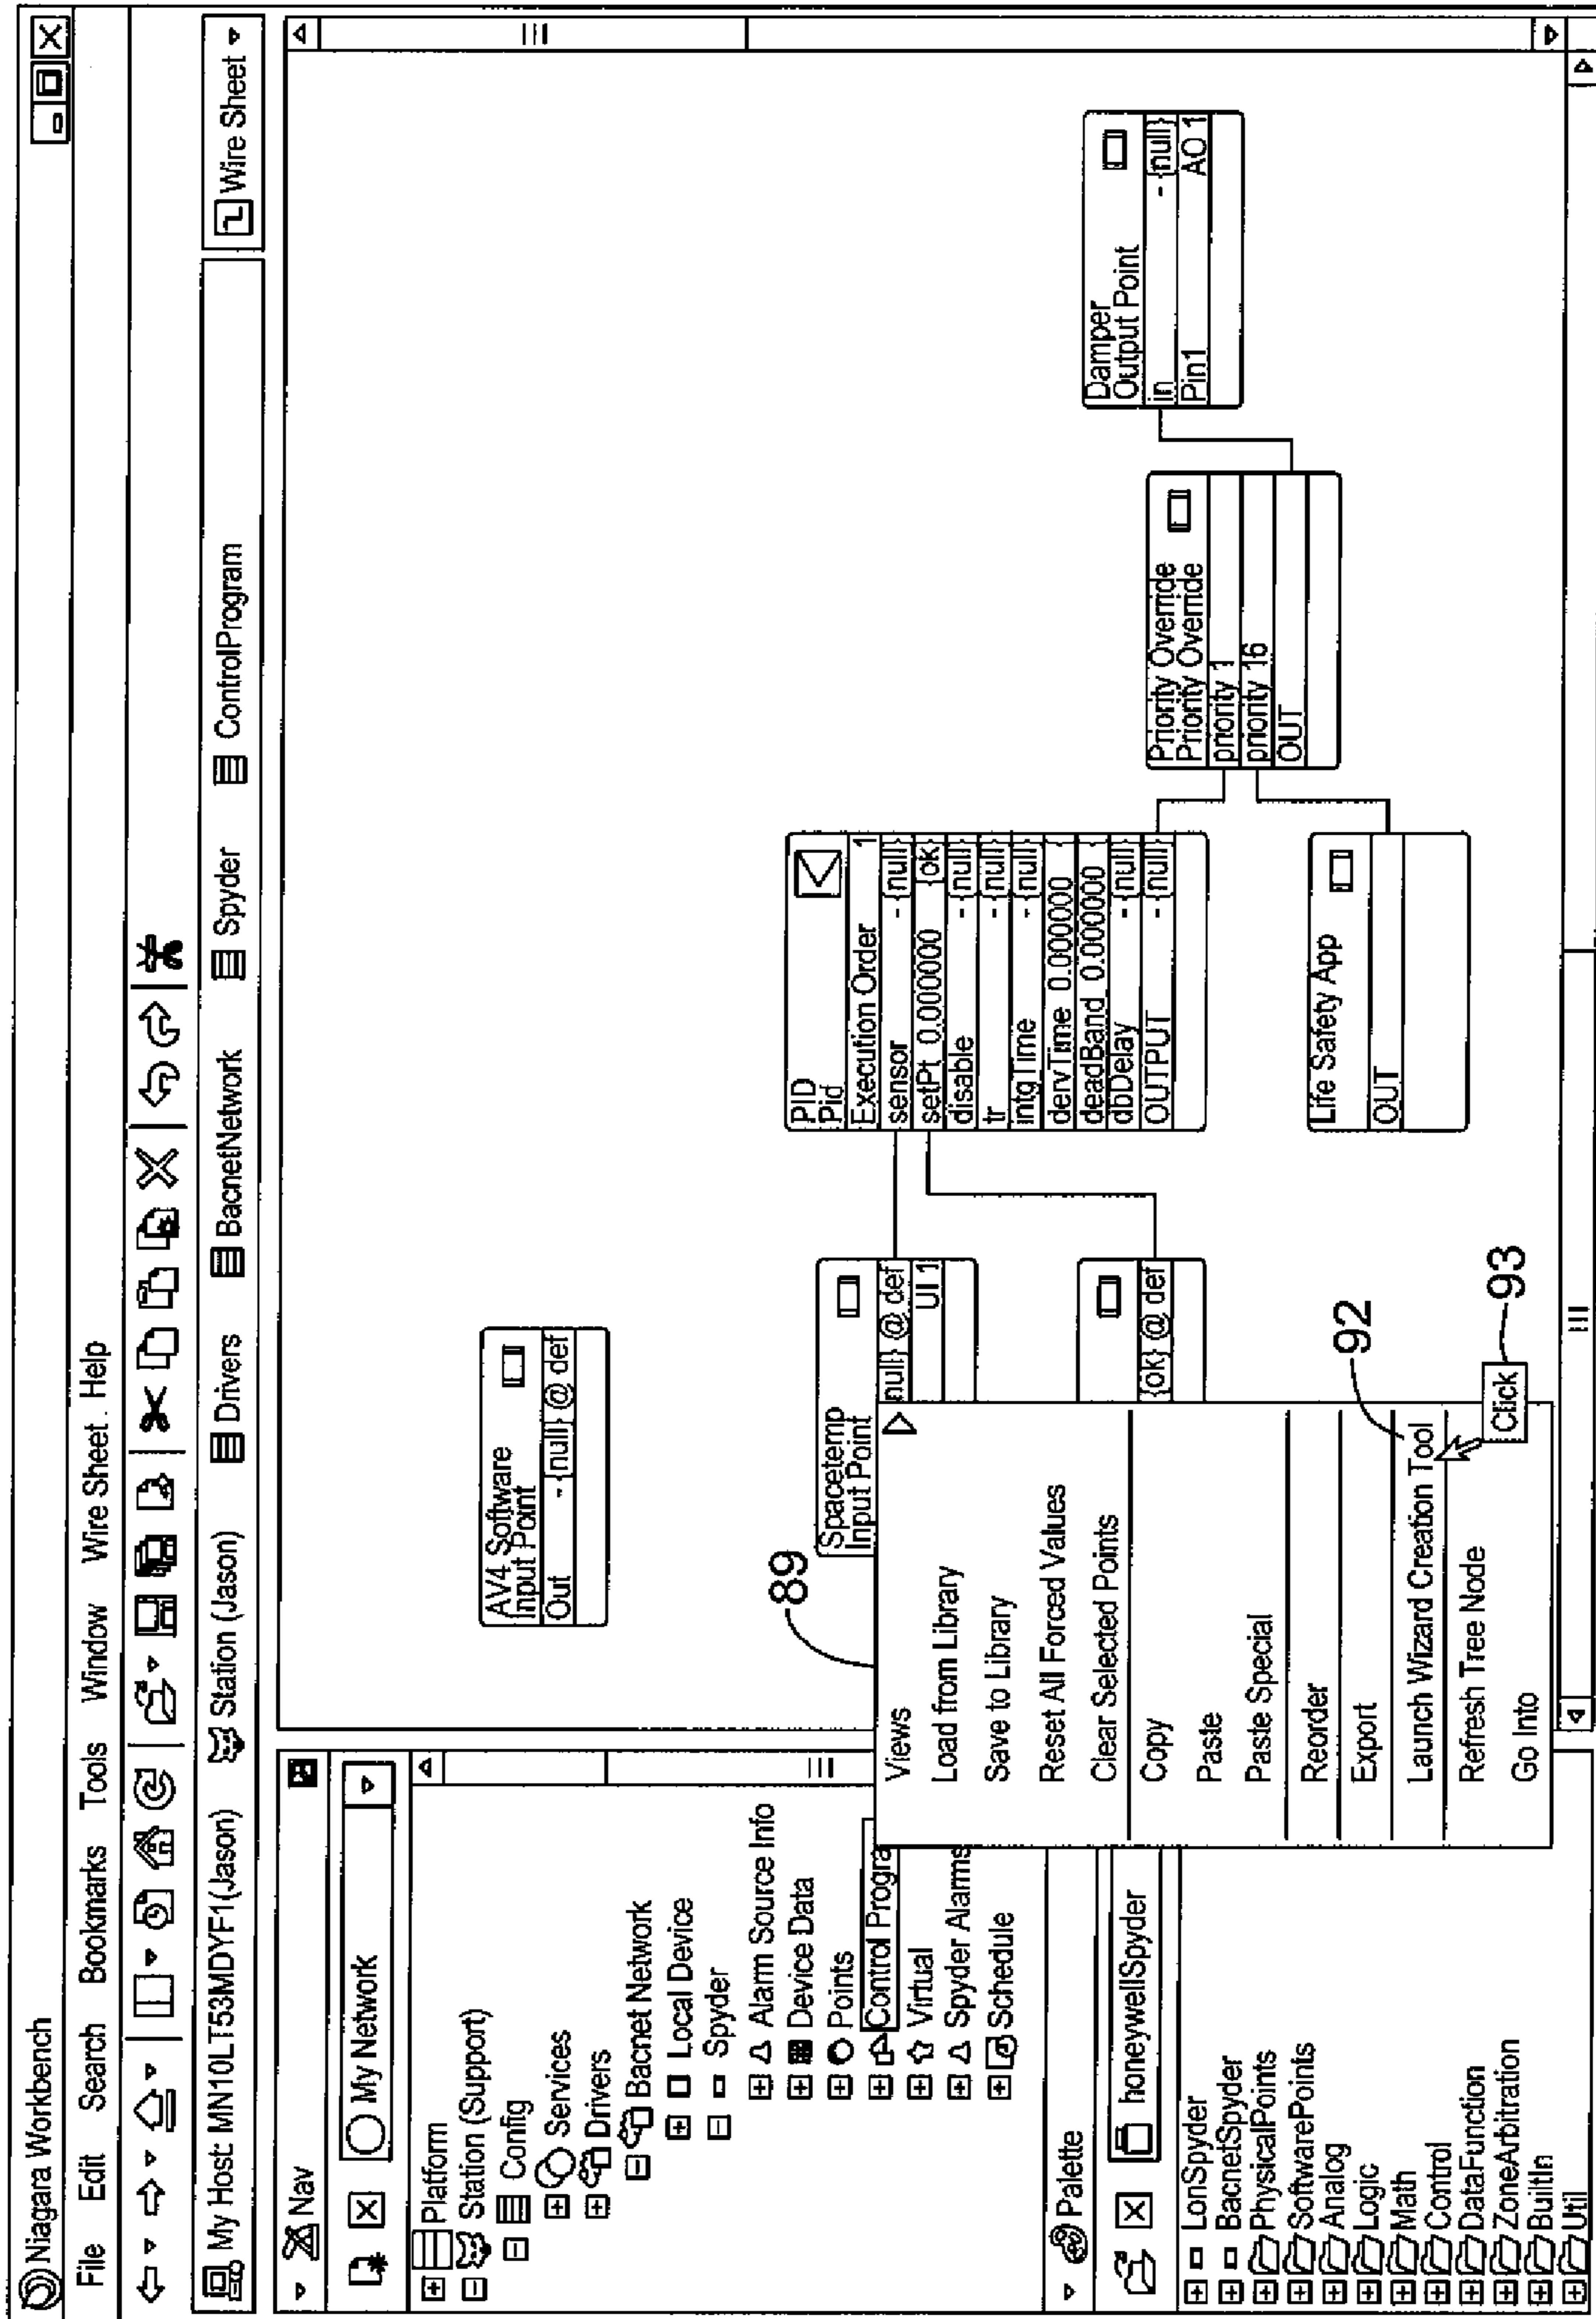 Niagara Workbench
File Edit Search Bookmarks Tools Window Wire Sheet . Help
My Host: MN10LT53MDYF1(Jason) Station (Jason) Drivers BacnetNetwork Spyder ControlProgram Wire Sheet
Nav
My Network
Platform
Station (Support)
Config
Services
Drivers
Bacnet Network
Local Device
Spyder
Alarm Source Info
Device Data
Points
Control Progra
Virtual
Spyder Alarms
Schedule
Palette
honeywellSpyder
LonSpyder
BacnetSpyder
PhysicalPoints
SoftwarePoints
Analog
Logic
Math
Control
DataFunction
ZoneArbitration
BuiltIn
Util
89
Views
Load from Library
Save to Library
Reset All Forced Values
Clear Selected Points
Copy
Paste
Paste Special
Reorder
Export
Launch Wizard Creation Tool
Refresh Tree Node
Go Into
92
Click
93
AV4 Software
Input Point
Out - {null} @ def
Spacetemp
Input Point
null} @ def
UI 1
{ok} @ def
PID
Pid
Execution Order 1
sensor - {null}
setPt 0.000000 {ok}
disable - {null}
tr - {null}
intgTime - {null}
dervTime 0.000000 {
deadBand 0.000000 {
dbDelay - {null}
OUTPUT - {null}
Life Safety App
OUT
Priority Override
Priority Override
priority 1
priority 16
OUT
Damper
Output Point
in - {null}
Pin1 AO 1